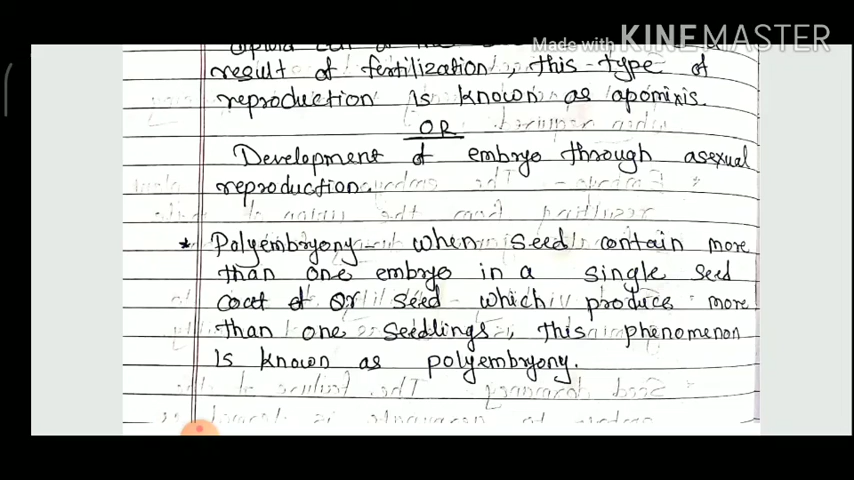 Made with KINEMASTER
result of fertilization, this type of
reproduction is known as apomixis.
OR
Development of embryo through asexual
reproduction.
* Polyembryony - when seed contain more
than one embryo in a single seed
coat of or seed which produce more
than one seedlings, this phenomenon
is known as polyembryony.